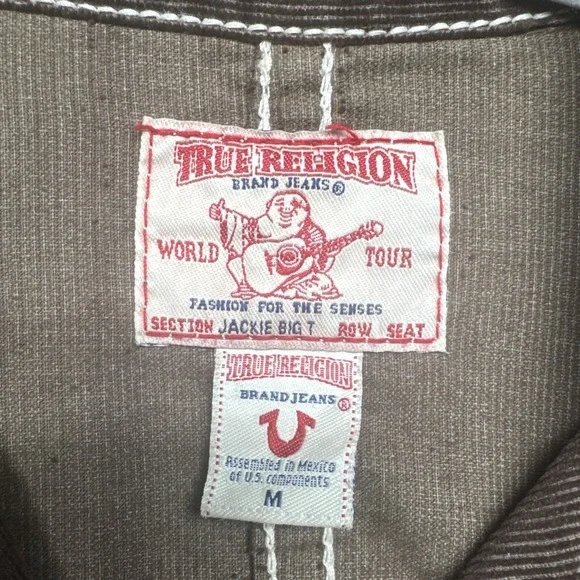 TRUE RELIGION
BRAND JEANS®
WORLD TOUR
FASHION FOR THE SENSES
SECTION JACKIE BIG T ROW SEAT
TRUE RELIGION
BRAND JEANS®
Assembled in Mexico
of U.S. components
M